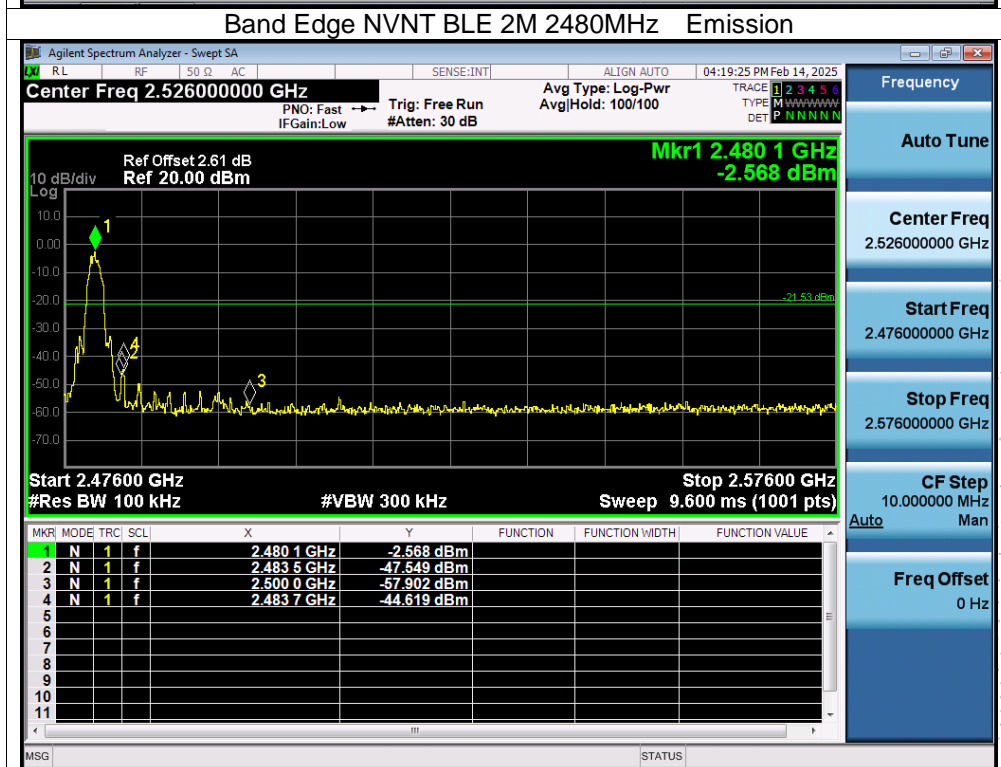 Band Edge NVNT BLE 2M 2480MHz Emission
Agilent Spectrum Analyzer - Swept SA
LXI RL RF 50 Ω AC SENSE:INT ALIGN AUTO 04:19:25 PM Feb 14, 2025
Center Freq 2.526000000 GHz
PNO: Fast
IFGain:Low
Trig: Free Run
#Atten: 30 dB
Avg Type: Log-Pwr
Avg|Hold: 100/100
TRACE 1 2 3 4 5 6
TYPE M WWWWW
DET P N N N N N
Frequency
Auto Tune
Center Freq
2.526000000 GHz
Start Freq
2.476000000 GHz
Stop Freq
2.576000000 GHz
CF Step
10.000000 MHz
Auto Man
Freq Offset
0 Hz
Mkr1 2.480 1 GHz
-2.568 dBm
Ref Offset 2.61 dB
10 dB/div Ref 20.00 dBm
Log
10.0
0.00
-10.0
-20.0
-30.0
-40.0
-50.0
-60.0
-70.0
1
-21.53 dBm
4
2
3
Start 2.47600 GHz Stop 2.57600 GHz
#Res BW 100 kHz #VBW 300 kHz Sweep 9.600 ms (1001 pts)
MKR MODE TRC SCL X Y FUNCTION FUNCTION WIDTH FUNCTION VALUE
1 N 1 f 2.480 1 GHz -2.568 dBm
2 N 1 f 2.483 5 GHz -47.549 dBm
3 N 1 f 2.500 0 GHz -57.902 dBm
4 N 1 f 2.483 7 GHz -44.619 dBm
5
6
7
8
9
10
11
MSG STATUS